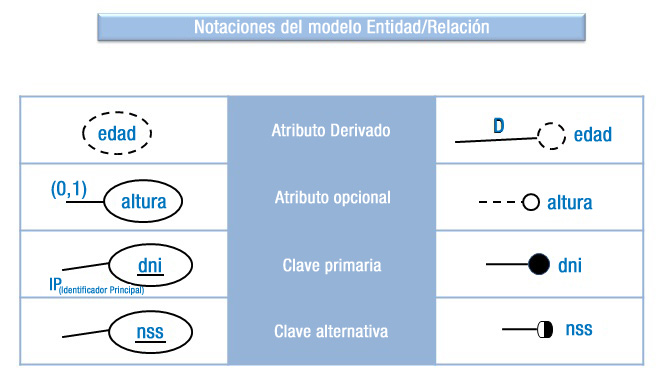 Notaciones del modelo Entidad/Relación
edad
Atributo Derivado
D
edad
(0,1)
altura
Atributo opcional
altura
dni
IP(Identificador Principal)
Clave primaria
dni
nss
Clave alternativa
nss